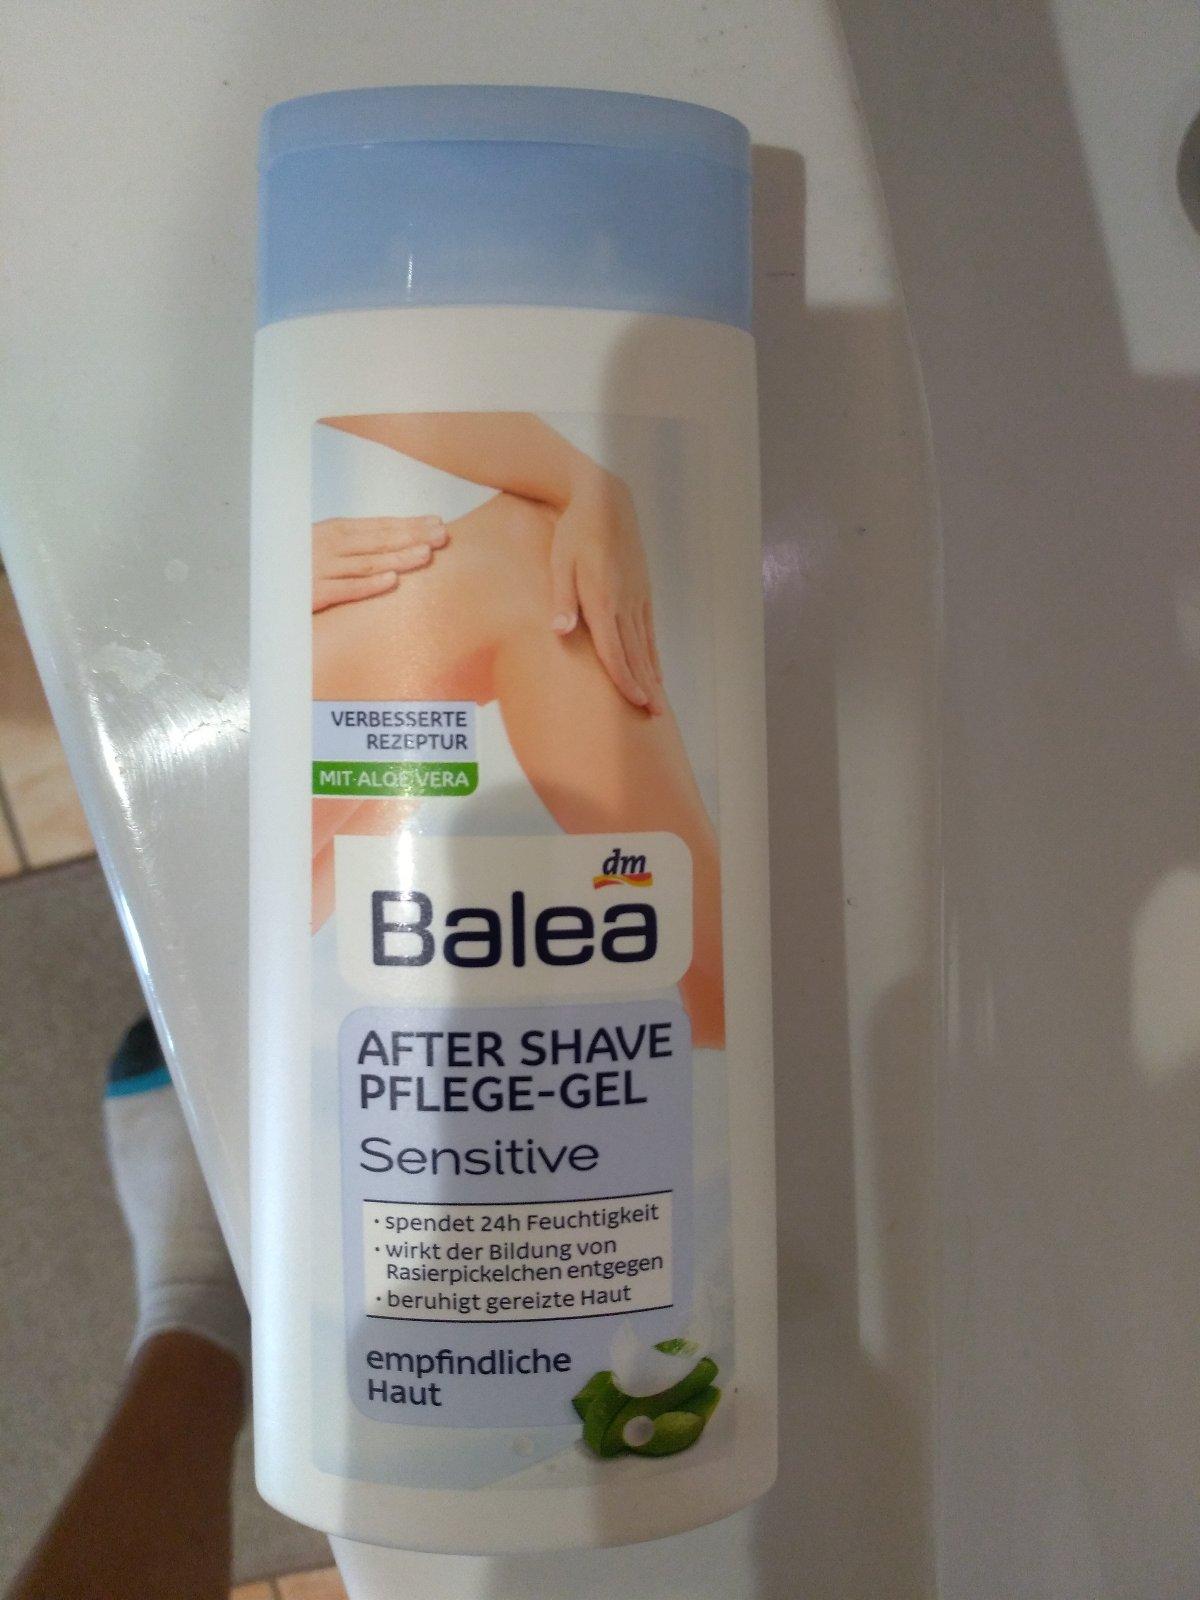 VERBESSERTE
REZEPTUR
MIT ALOE VERA
dm
Balea
AFTER SHAVE
PFLEGE-GEL
Sensitive
• spendet 24h Feuchtigkeit
• wirkt der Bildung von
Rasierpickelchen entgegen
• beruhigt gereizte Haut
empfindliche
Haut